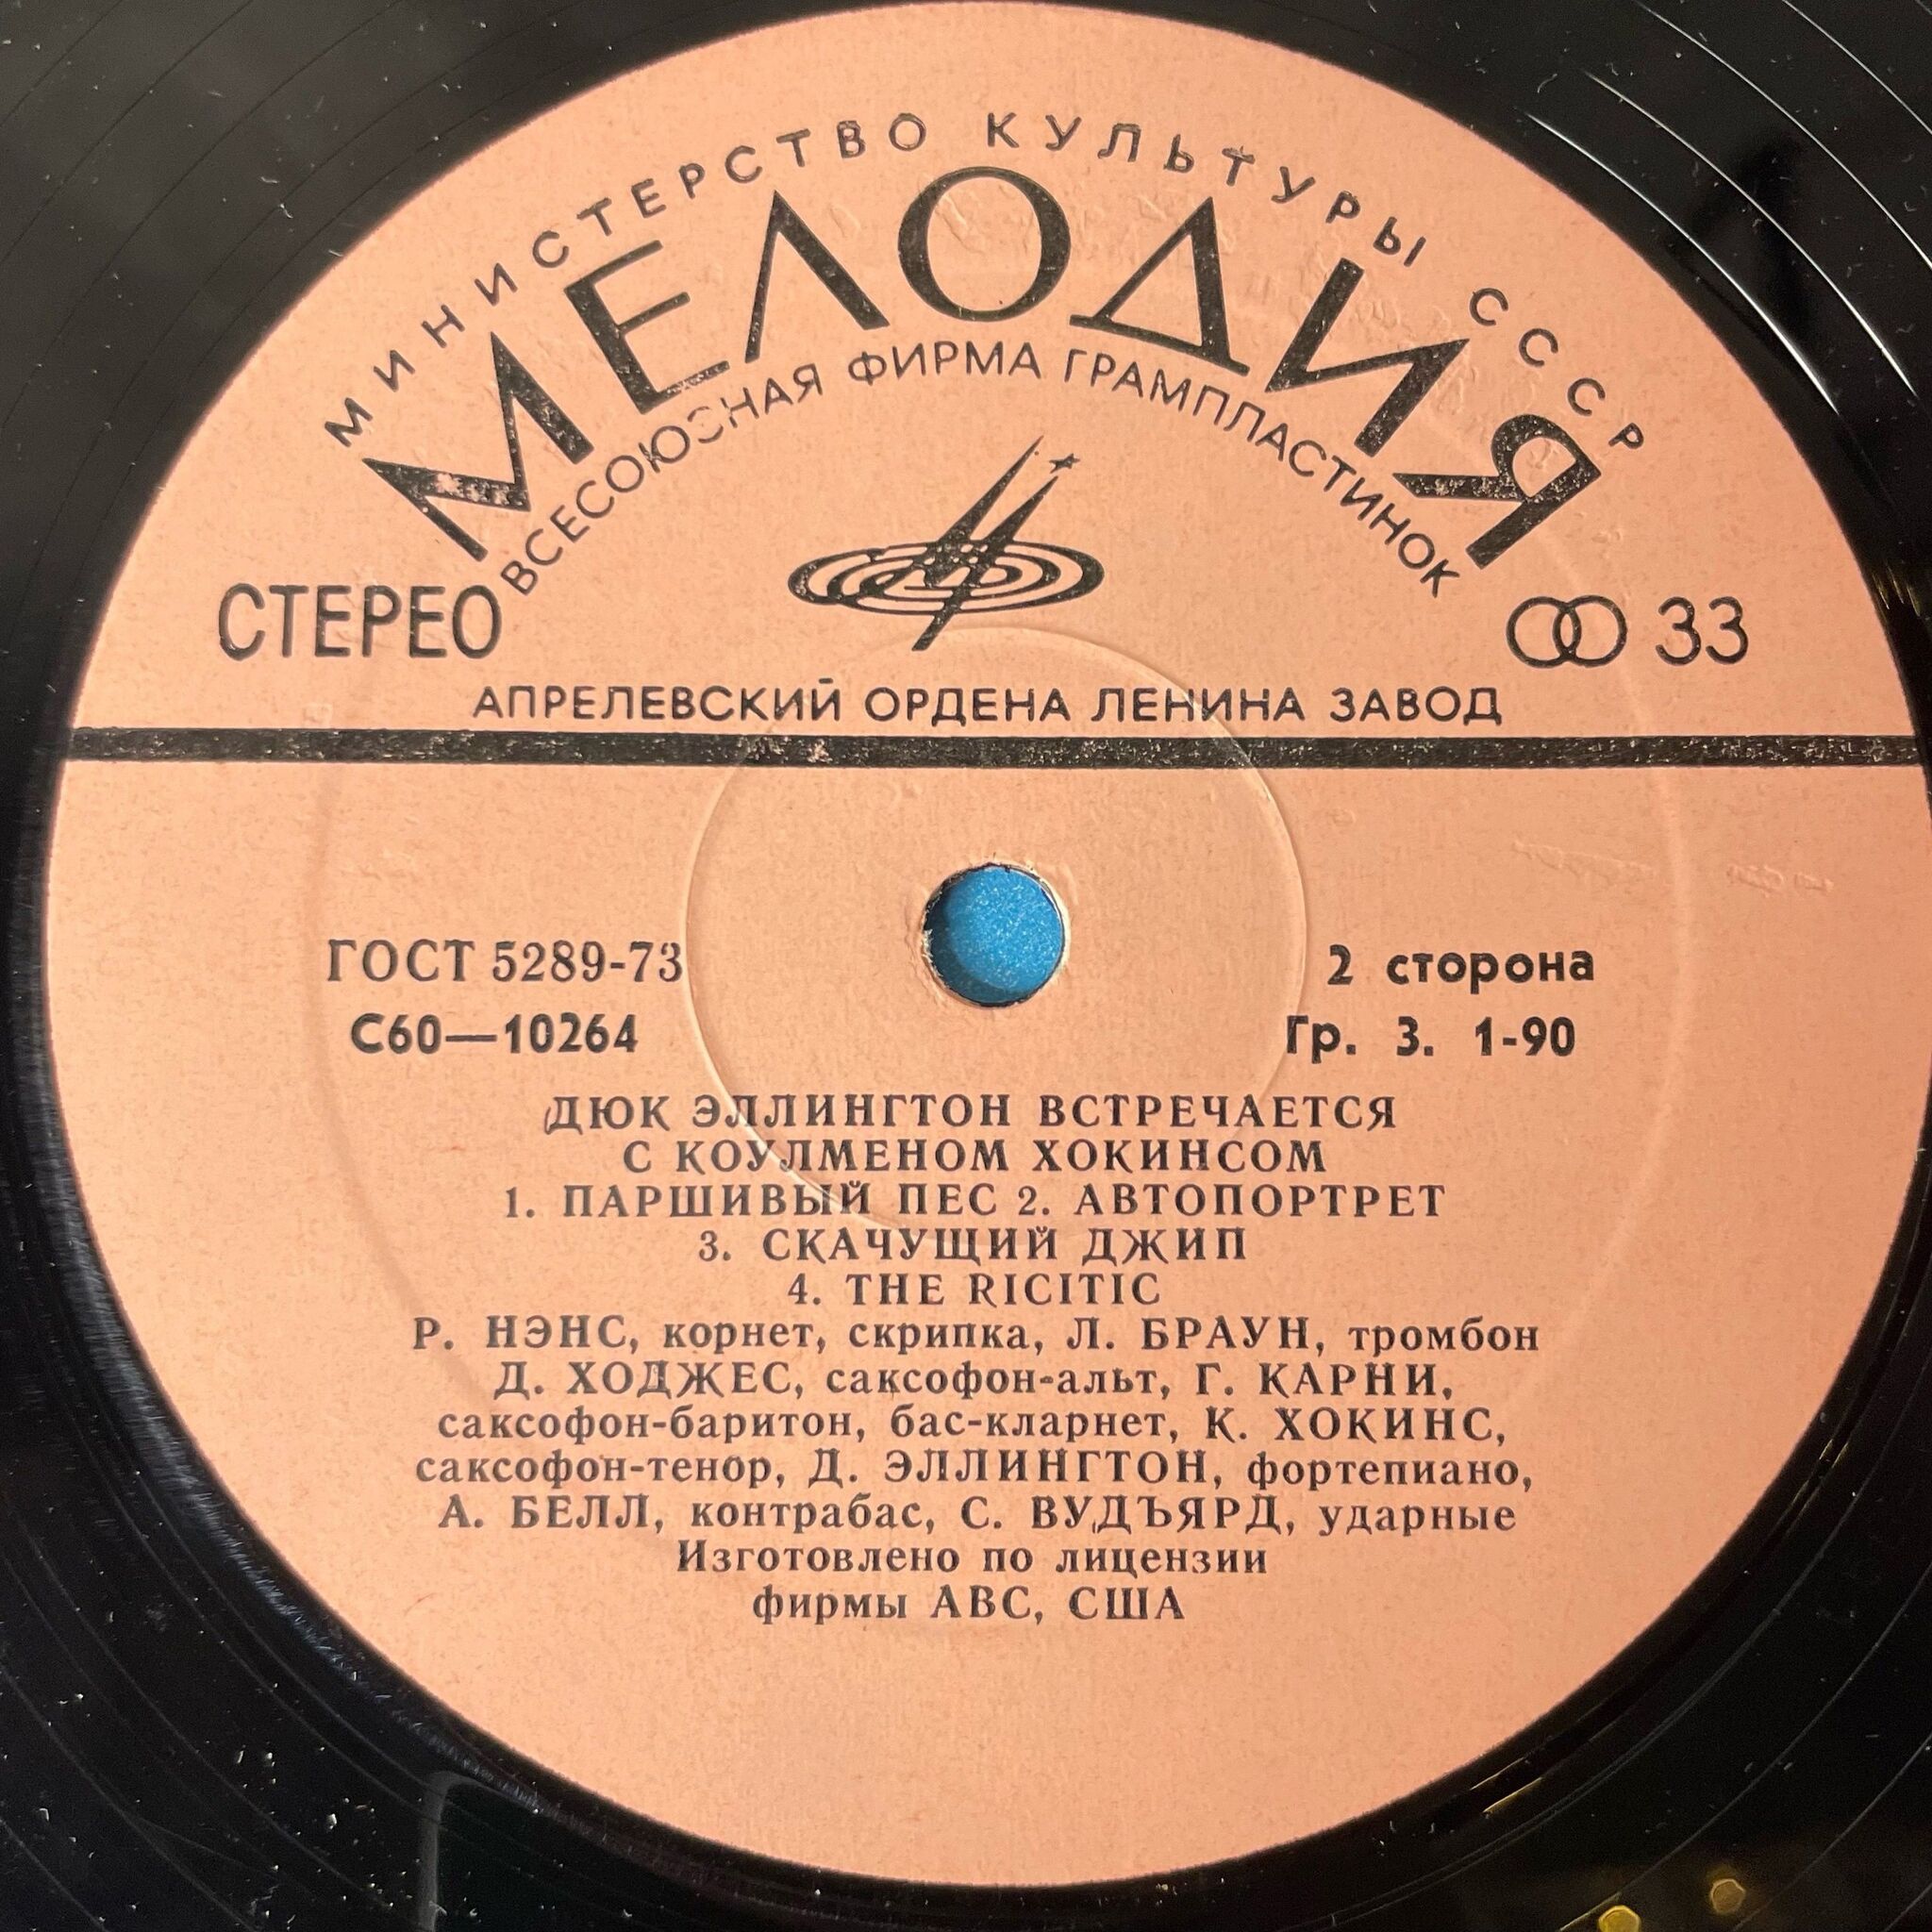 МИНИСТЕРСТВО КУЛЬТУРЫ СССР
МЕЛОДИЯ
ВСЕСОЮЗНАЯ ФИРМА ГРАМПЛАСТИНОК
СТЕРЕО
33
АПРЕЛЕВСКИЙ ОРДЕНА ЛЕНИНА ЗАВОД
ГОСТ 5289-73
2 сторона
С60—10264
Гр. 3. 1-90
ДЮК ЭЛЛИНГТОН ВСТРЕЧАЕТСЯ
С КОУЛМЕНОМ ХОКИНСОМ
1. ПАРШИВЫЙ ПЕС 2. АВТОПОРТРЕТ
3. СКАЧУЩИЙ ДЖИП
4. THE RICITIC
Р. НЭНС, корнет, скрипка, Л. БРАУН, тромбон
Д. ХОДЖЕС, саксофон-альт, Г. КАРНИ,
саксофон-баритон, бас-кларнет, К. ХОКИНС,
саксофон-тенор, Д. ЭЛЛИНГТОН, фортепиано,
А. БЕЛЛ, контрабас, С. ВУДЪЯРД, ударные
Изготовлено по лицензии
фирмы ABC, США